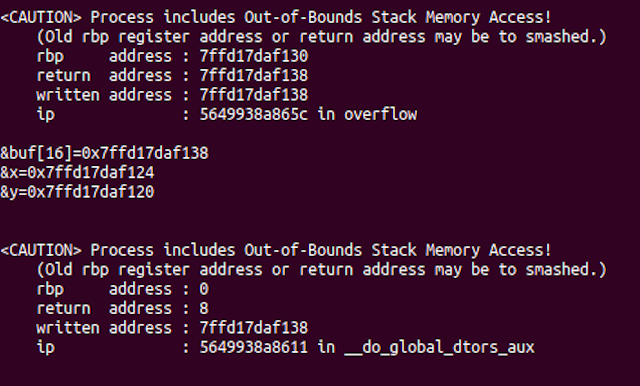 <CAUTION> Process includes Out-of-Bounds Stack Memory Access!
(Old rbp register address or return address may be to smashed.)
rbp address : 7ffd17daf130
return address : 7ffd17daf138
written address : 7ffd17daf138
ip : 5649938a865c in overflow
&buf[16]=0x7ffd17daf138
&x=0x7ffd17daf124
&y=0x7ffd17daf120
<CAUTION> Process includes Out-of-Bounds Stack Memory Access!
(Old rbp register address or return address may be to smashed.)
rbp address : 0
return address : 8
written address : 7ffd17daf138
ip : 5649938a8611 in __do_global_dtors_aux